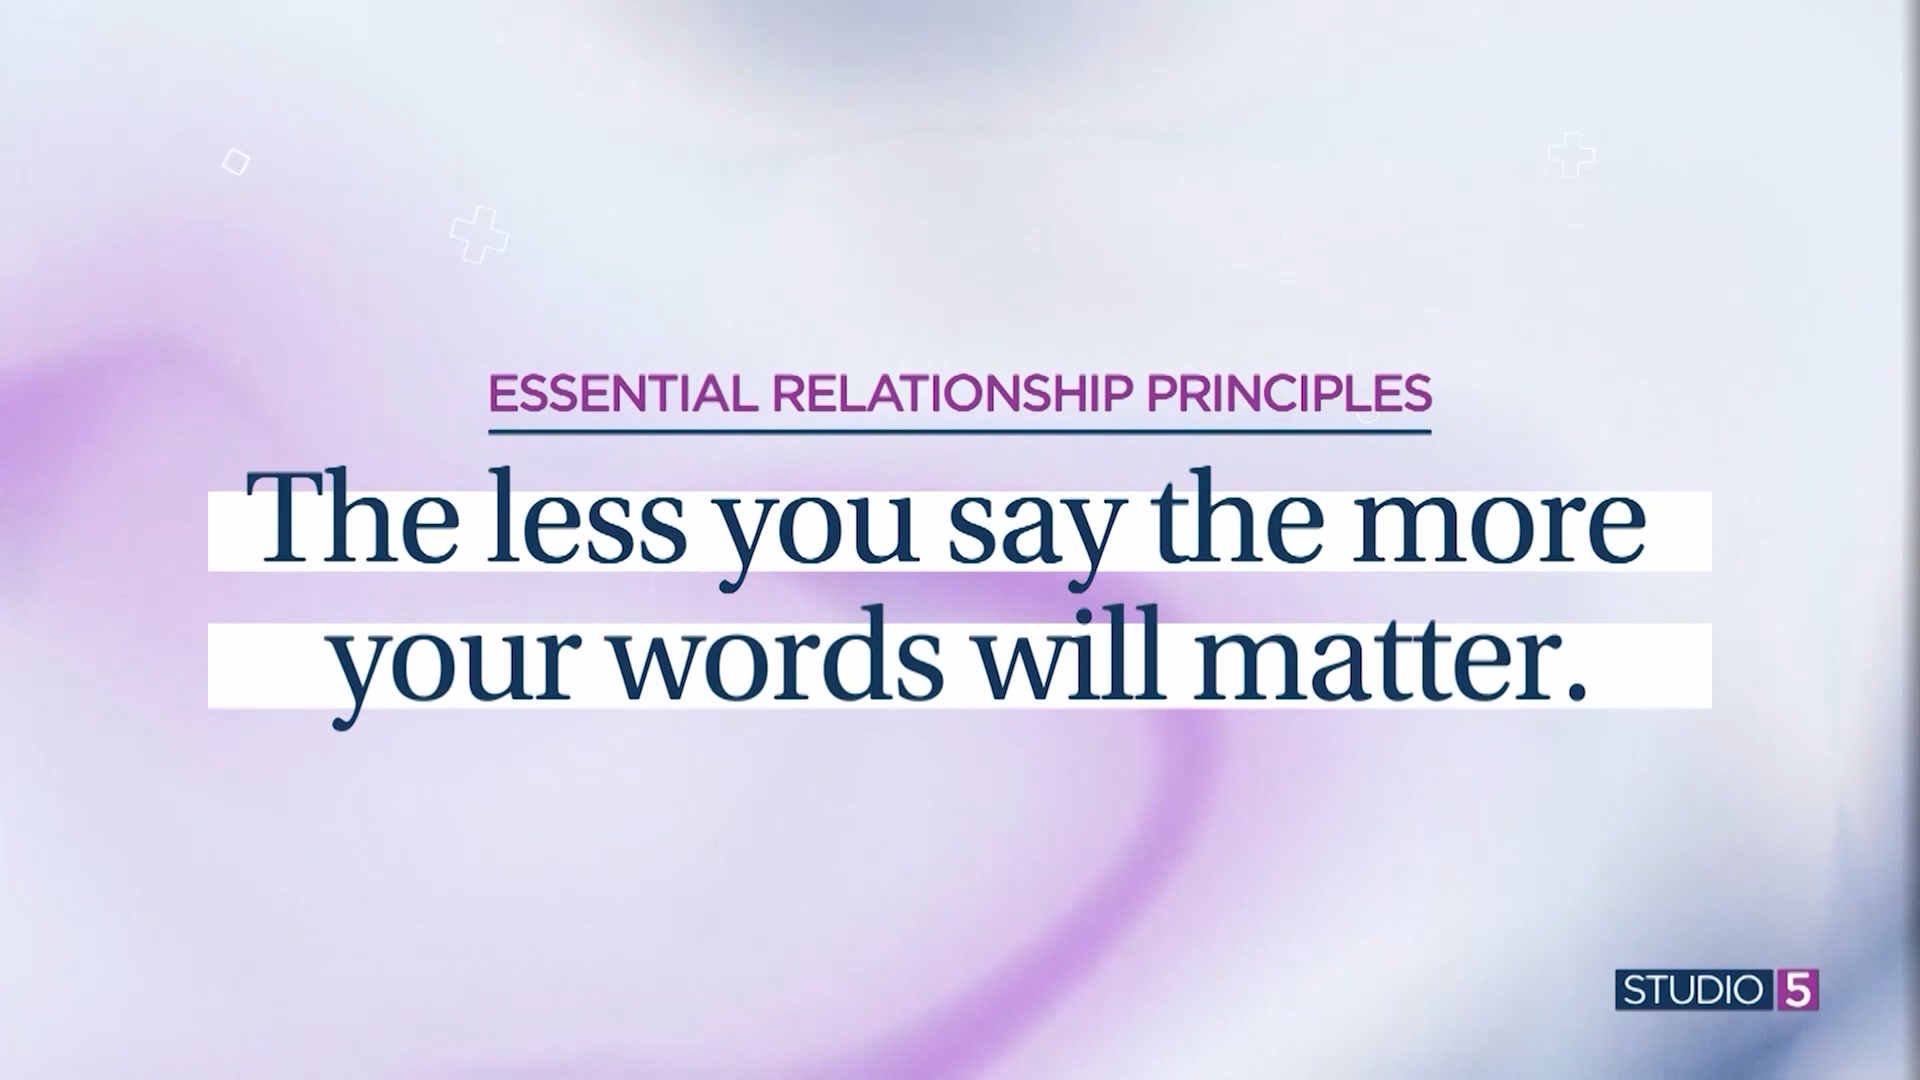 ESSENTIAL RELATIONSHIP PRINCIPLES
The less you say the more
your words will matter.
STUDIO 5